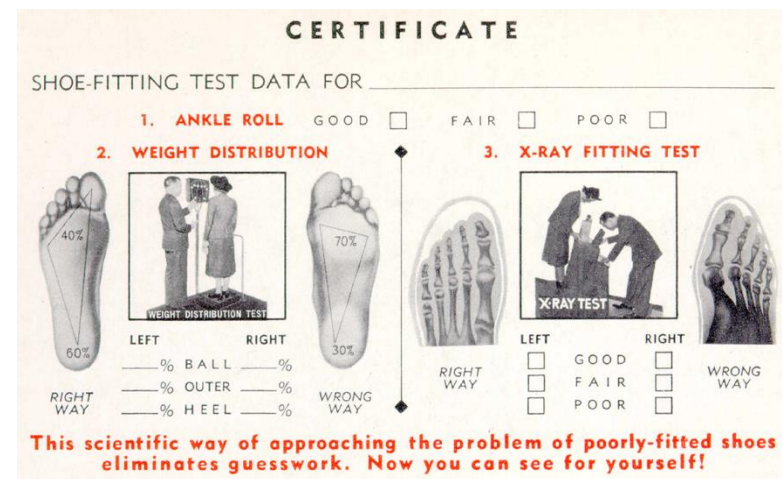 CERTIFICATE
SHOE-FITTING TEST DATA FOR
1. ANKLE ROLL GOOD FAIR POOR
2. WEIGHT DISTRIBUTION
40%
60%
RIGHT WAY
WEIGHT DISTRIBUTION TEST
LEFT RIGHT
% BALL %
% OUTER %
% HEEL %
70%
30%
WRONG WAY
3. X-RAY FITTING TEST
RIGHT WAY
X-RAY TEST
LEFT RIGHT
GOOD
FAIR
POOR
WRONG WAY
This scientific way of approaching the problem of poorly-fitted shoes
eliminates guesswork. Now you can see for yourself!